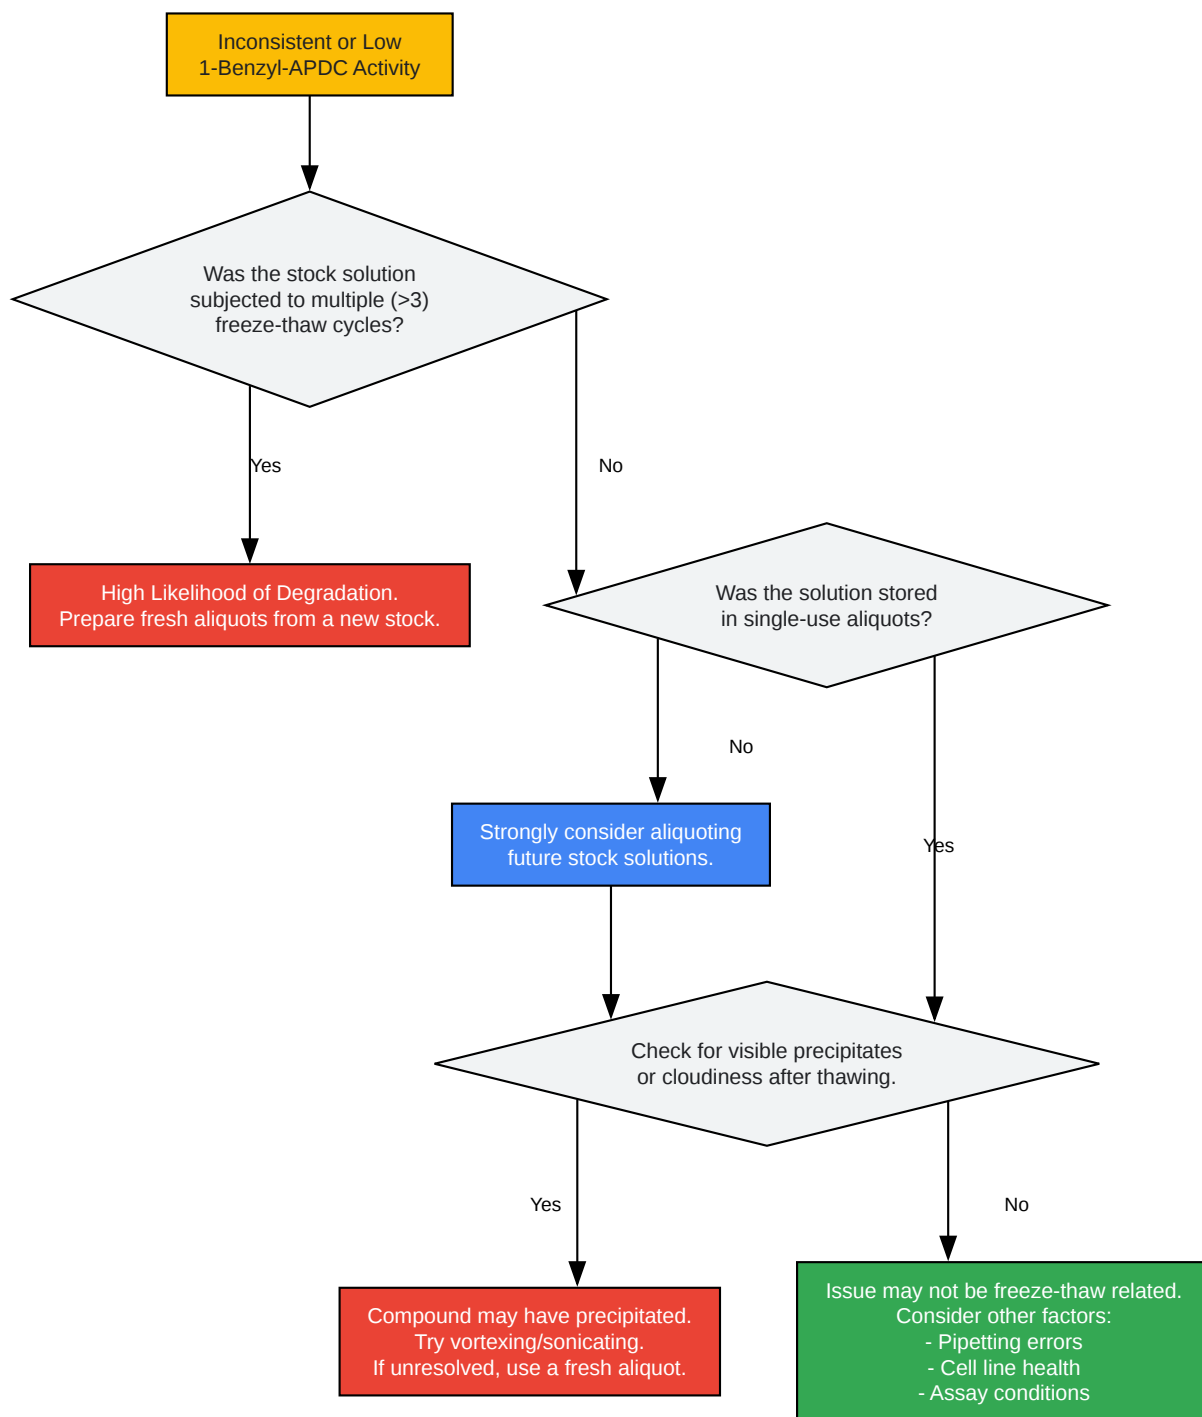 Inconsistent or Low
1-Benzyl-APDC Activity
Was the stock solution
subjected to multiple (>3)
freeze-thaw cycles?
Yes
No
High Likelihood of Degradation.
Prepare fresh aliquots from a new stock.
Was the solution stored
in single-use aliquots?
No
Yes
Strongly consider aliquoting
future stock solutions.
Check for visible precipitates
or cloudiness after thawing.
Yes
No
Compound may have precipitated.
Try vortexing/sonicating.
If unresolved, use a fresh aliquot.
Issue may not be freeze-thaw related.
Consider other factors:
- Pipetting errors
- Cell line health
- Assay conditions